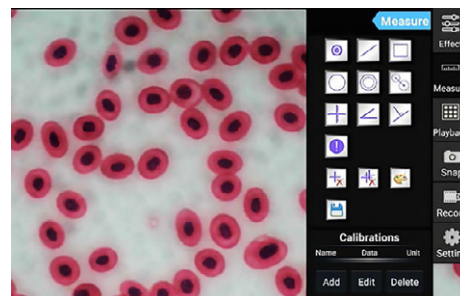 Measure
Effec
Measu
Playba
Snap
Recor
Settin
Calibrations
Name Data Unit
Add Edit Delete